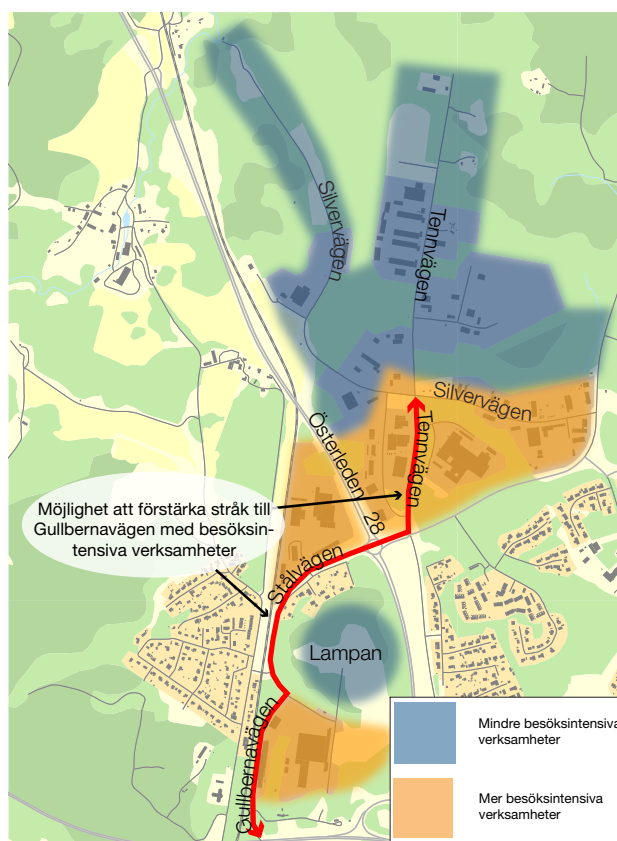 Silvervägen
Tennvägen
Silvervägen
Österleden
Tennvägen
28
Möjlighet att förstärka stråk till
Gullbernavägen med besöksin-
tensiva verksamheter
Stålvägen
Lampan
Gullbernavägen
Mindre besöksintensiva
verksamheter
Mer besöksintensiva
verksamheter